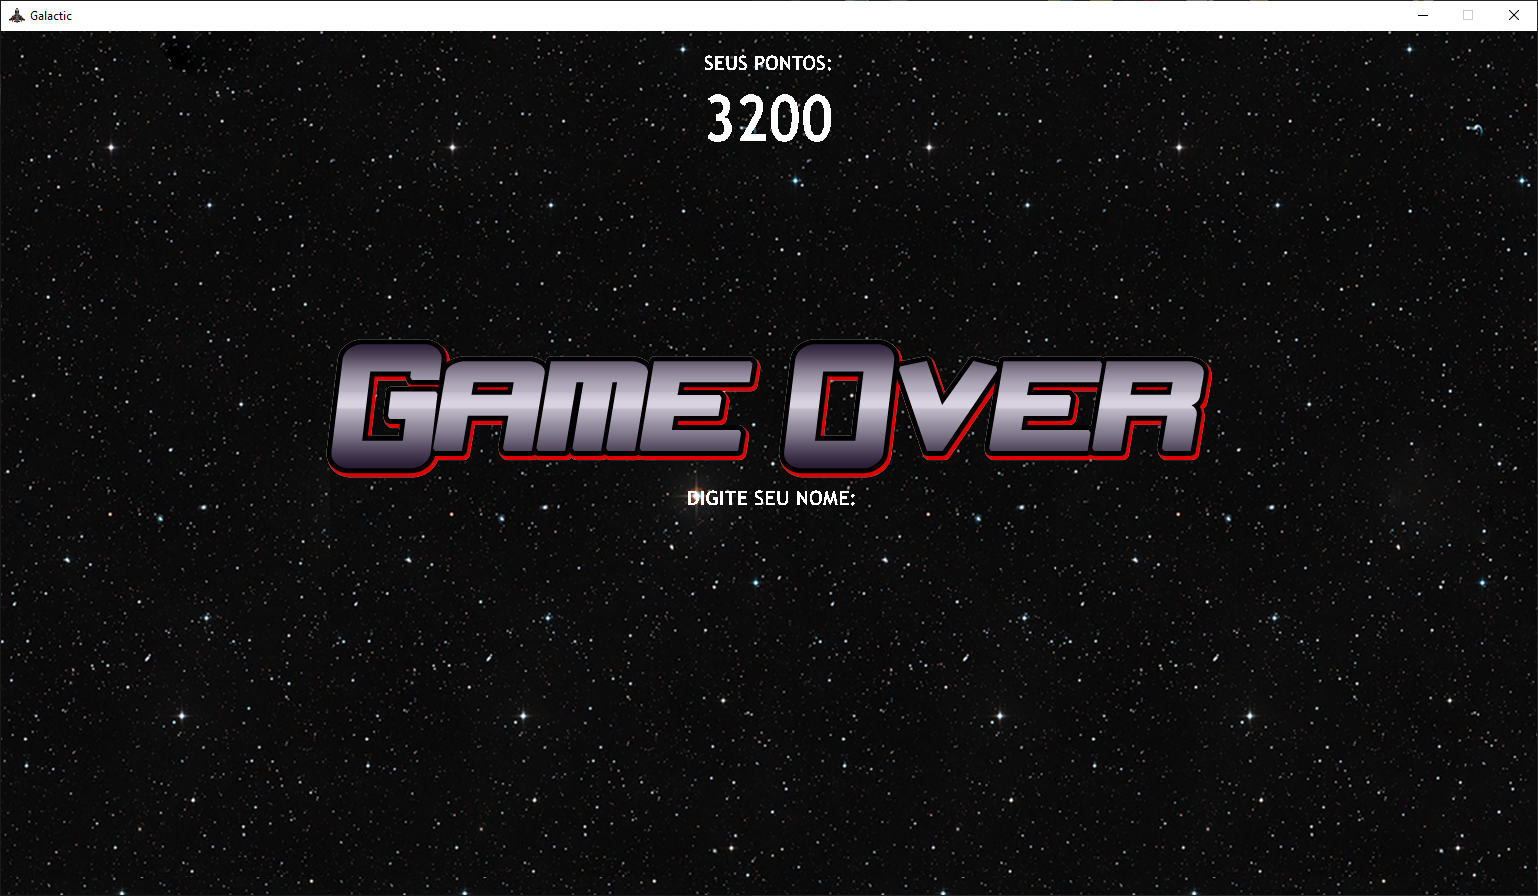 Galactic
SEUS PONTOS:
3200
GAME OVER
DIGITE SEU NOME: